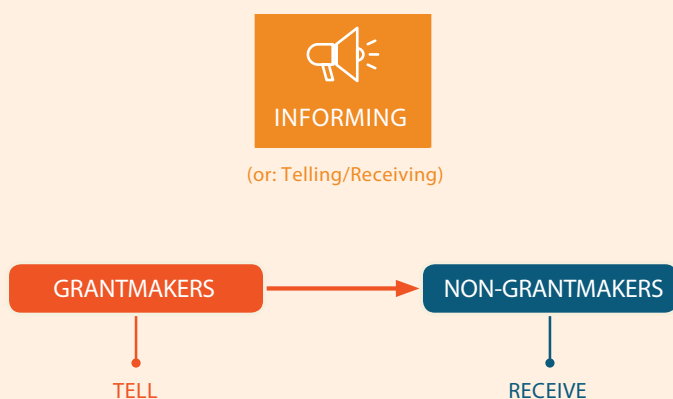 INFORMING
(or: Telling/Receiving)
GRANTMAKERS
NON-GRANTMAKERS
TELL
RECEIVE